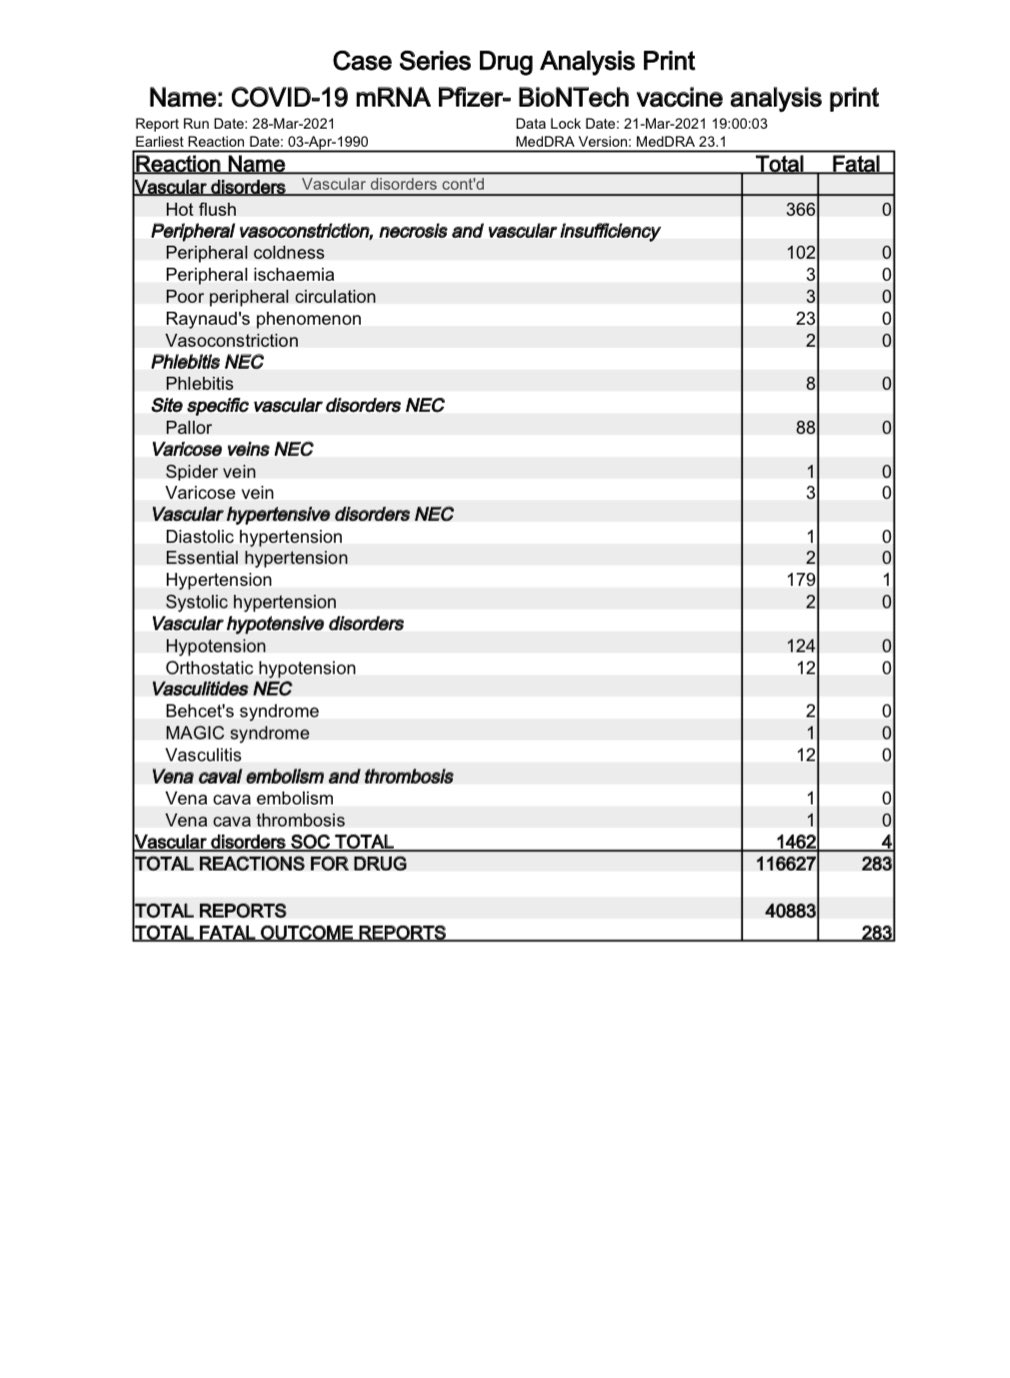 Case Series Drug Analysis Print
Name: COVID-19 mRNA Pfizer- BioNTech vaccine analysis print
Report Run Date: 28-Mar-2021 Data Lock Date: 21-Mar-2021 19:00:03
Earliest Reaction Date: 03-Apr-1990 MedDRA Version: MedDRA 23.1
Reaction Name Total Fatal
Vascular disorders Vascular disorders cont'd
Hot flush 366 0
Peripheral vasoconstriction, necrosis and vascular insufficiency
Peripheral coldness 102 0
Peripheral ischaemia 3 0
Poor peripheral circulation 3 0
Raynaud's phenomenon 23 0
Vasoconstriction 2 0
Phlebitis NEC
Phlebitis 8 0
Site specific vascular disorders NEC
Pallor 88 0
Varicose veins NEC
Spider vein 1 0
Varicose vein 3 0
Vascular hypertensive disorders NEC
Diastolic hypertension 1 0
Essential hypertension 2 0
Hypertension 179 1
Systolic hypertension 2 0
Vascular hypotensive disorders
Hypotension 124 0
Orthostatic hypotension 12 0
Vasculitides NEC
Behcet's syndrome 2 0
MAGIC syndrome 1 0
Vasculitis 12 0
Vena caval embolism and thrombosis
Vena cava embolism 1 0
Vena cava thrombosis 1 0
Vascular disorders SOC TOTAL 1462 4
TOTAL REACTIONS FOR DRUG 116627 283
TOTAL REPORTS 40883
TOTAL FATAL OUTCOME REPORTS 283